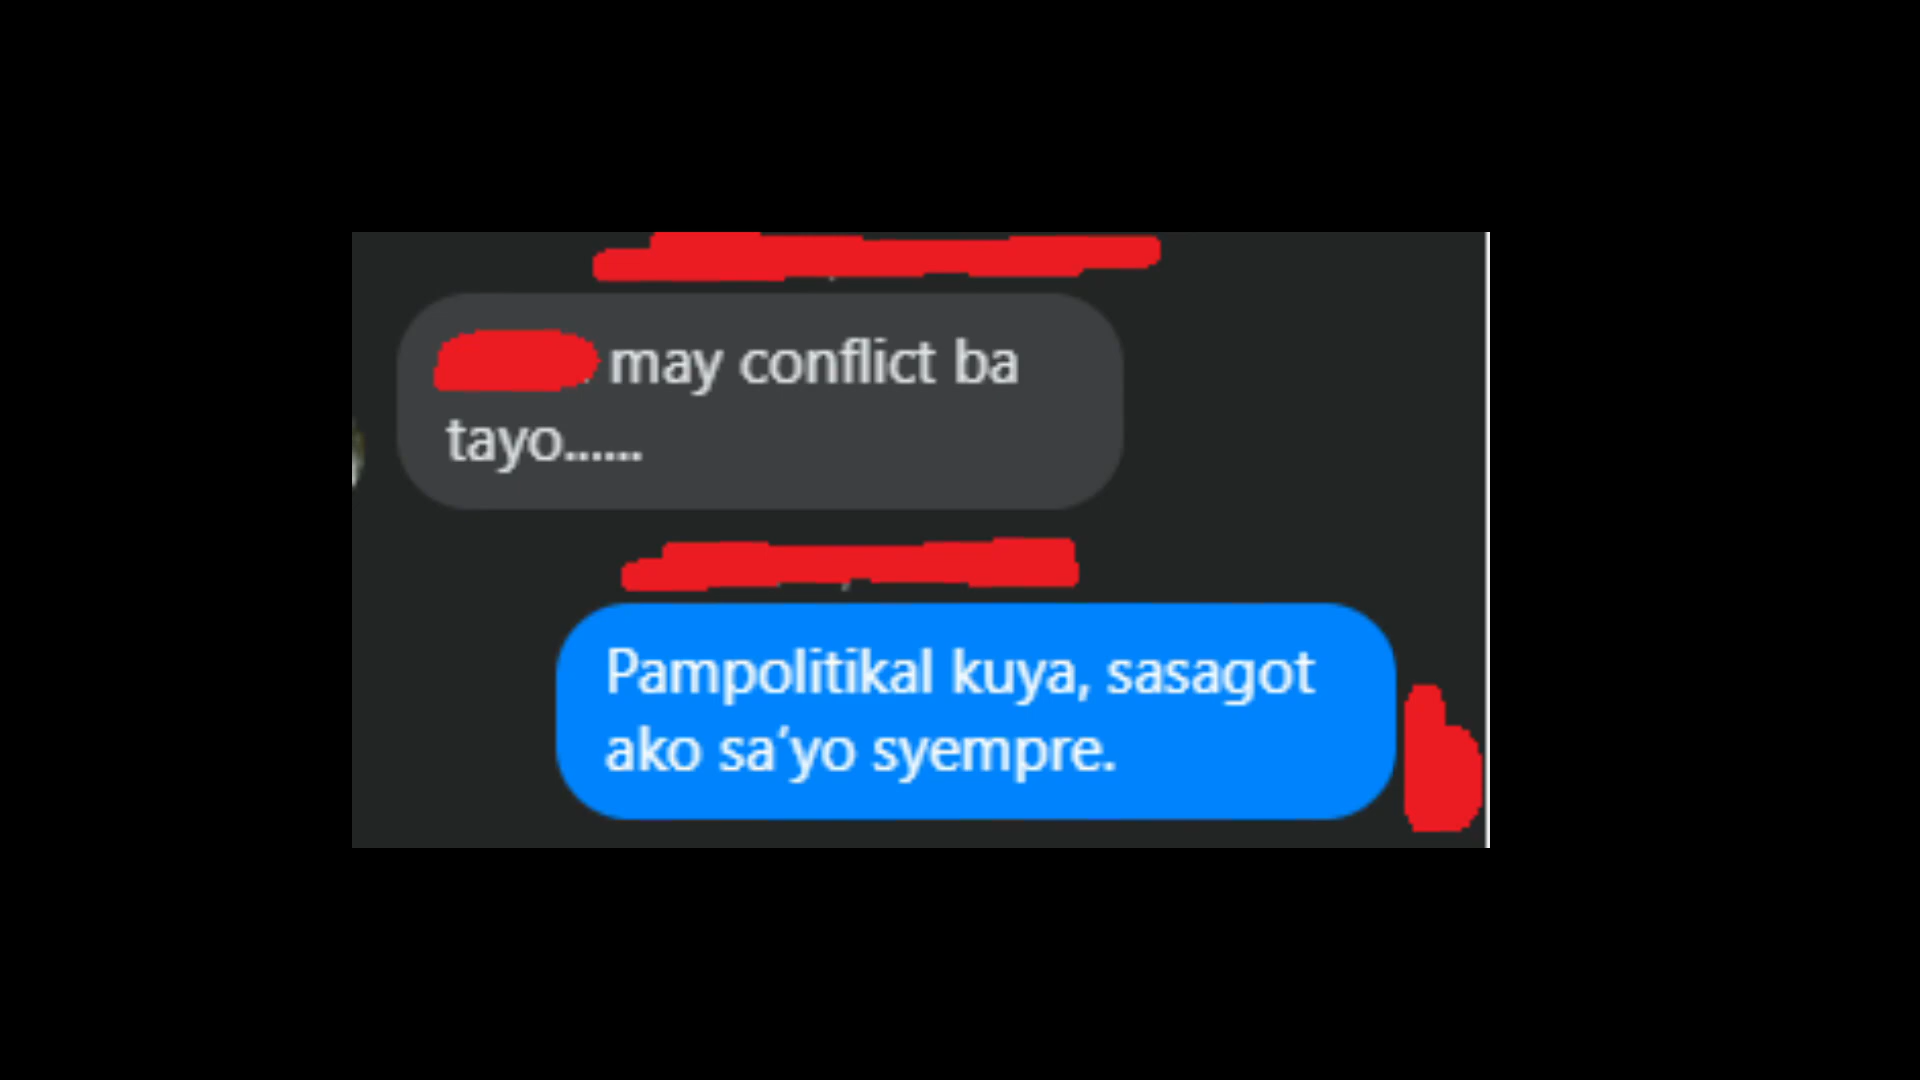 may conflict ba
tayo......
Pampolitikal kuya, sasagot
ako sa'yo syempre.